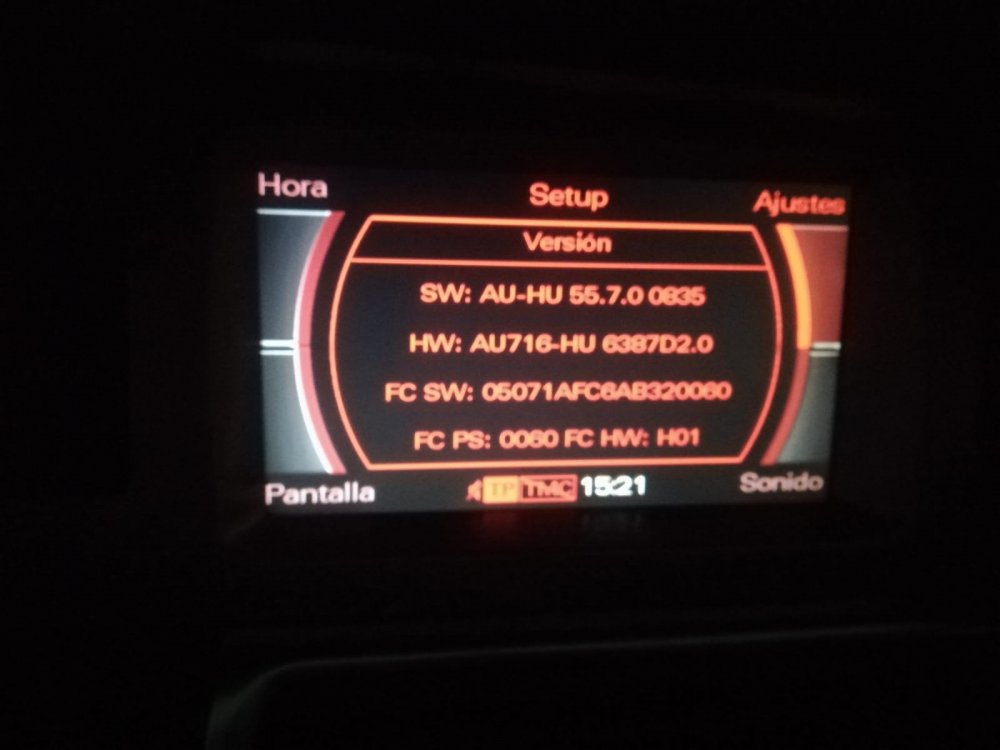 Hora Setup Ajustes
Versión
SW: AU-HU 55.7.0 0835
HW: AU716-HU 6387D2.0
FC SW: 05071AFC6AB320060
FC PS: 0060 FC HW: H01
Pantalla TP TMC 15:21 Sonido